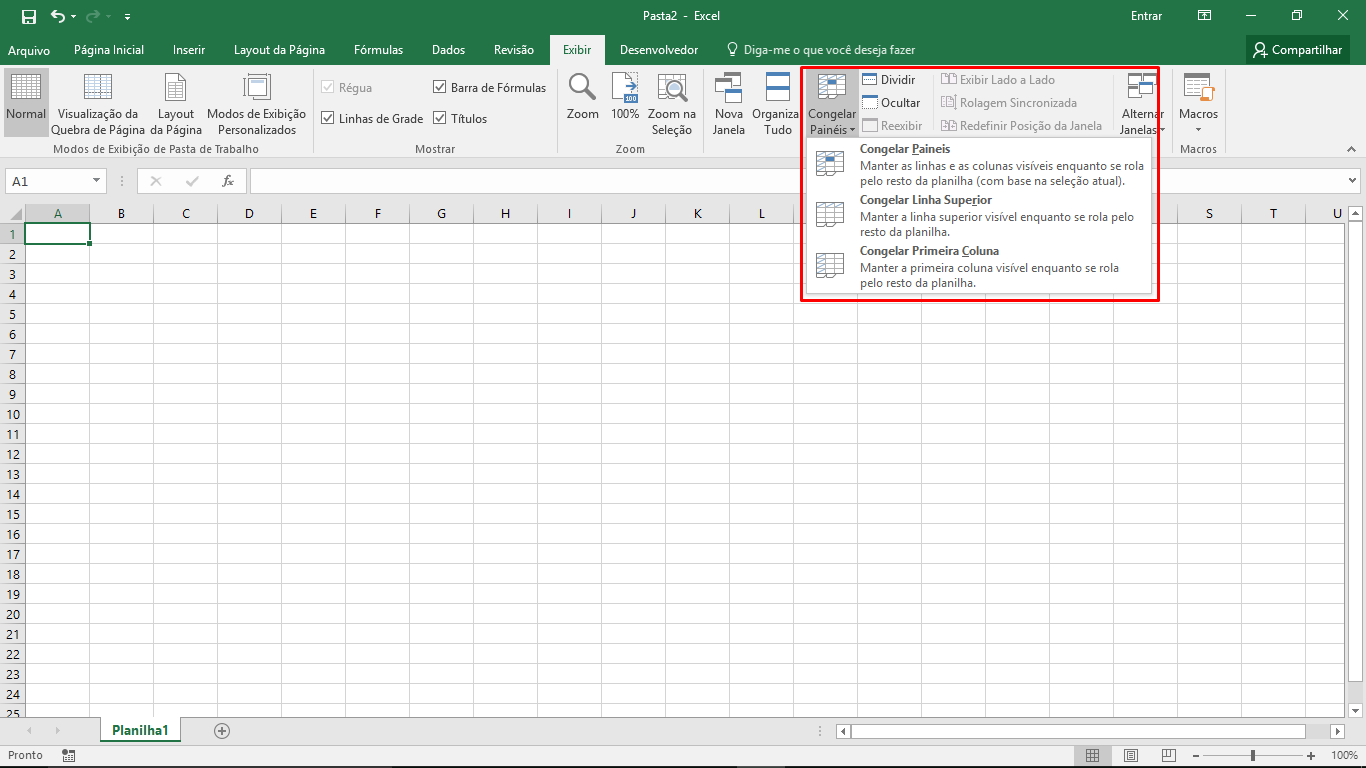 Pasta2 - Excel
Entrar
Arquivo Página Inicial Inserir Layout da Página Fórmulas Dados Revisão Exibir Desenvolvedor Diga-me o que você deseja fazer Compartilhar
Normal
Visualização da
Quebra de Página
Layout
da Página
Modos de Exibição
Personalizados
Modos de Exibição de Pasta de Trabalho
Régua
Barra de Fórmulas
Linhas de Grade
Títulos
Mostrar
Zoom
100
100%
Zoom na
Seleção
Zoom
Nova
Janela
Organiza
Tudo
Congelar
Painéis
Dividir
Ocultar
Reexibir
Exibir Lado a Lado
Rolagem Sincronizada
Redefinir Posição da Janela
Alternar
Janelas
Macros
Macros
Congelar Paineis
Manter as linhas e as colunas visíveis enquanto se rola
pelo resto da planilha (com base na seleção atual).
Congelar Linha Superior
Manter a linha superior visível enquanto se rola pelo
resto da planilha.
Congelar Primeira Coluna
Manter a primeira coluna visível enquanto se rola
pelo resto da planilha.
A1
fx
A B C D E F G H I J K L S T U
1
2
3
4
5
6
7
8
9
10
11
12
13
14
15
16
17
18
19
20
21
22
23
24
25
Planilha1
Pronto
100%